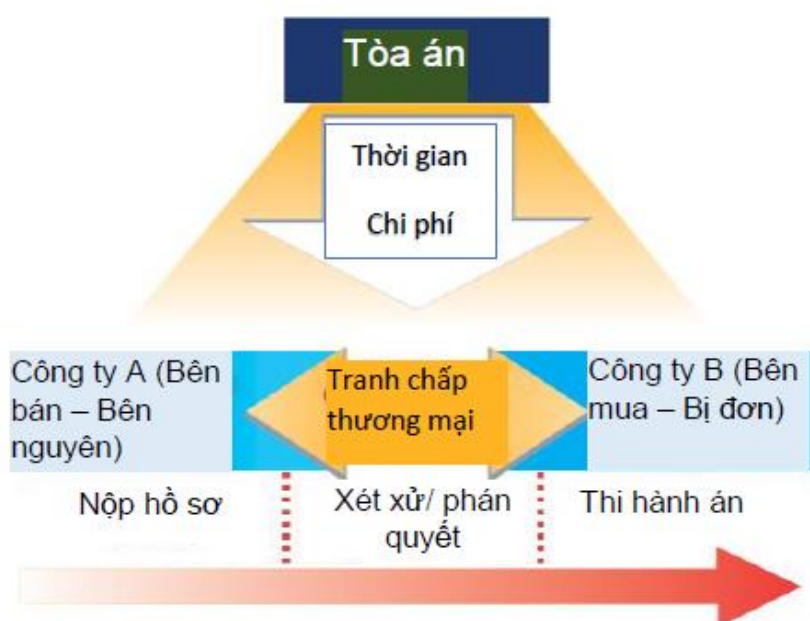 Tòa án
Thời gian
Chi phí
Công ty A (Bên
bán – Bên
nguyên)
Tranh chấp
thương mại
Công ty B (Bên
mua – Bị đơn)
Nộp hồ sơ
Xét xử/ phán
quyết
Thi hành án